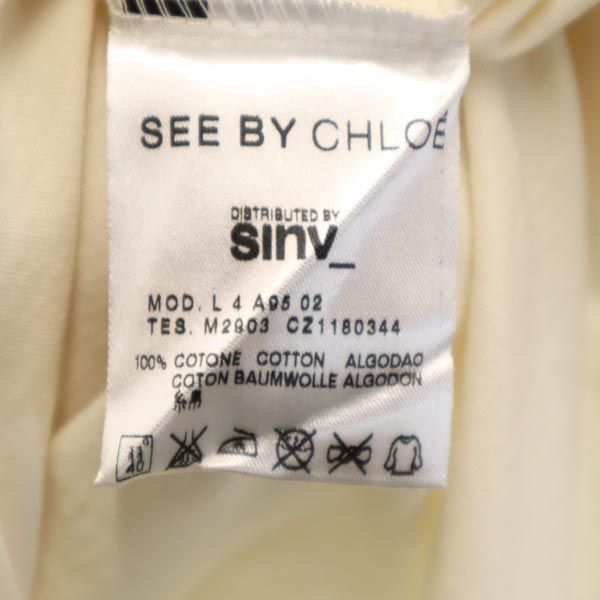 SEE BY CHLOÉ
DISTRIBUTED BY
sinv_
MOD. L 4 A95 02
TES. M2903 CZ1180344
100% COTONE COTTON ALGODAO
COTON BAUMWOLLE ALGODON
40